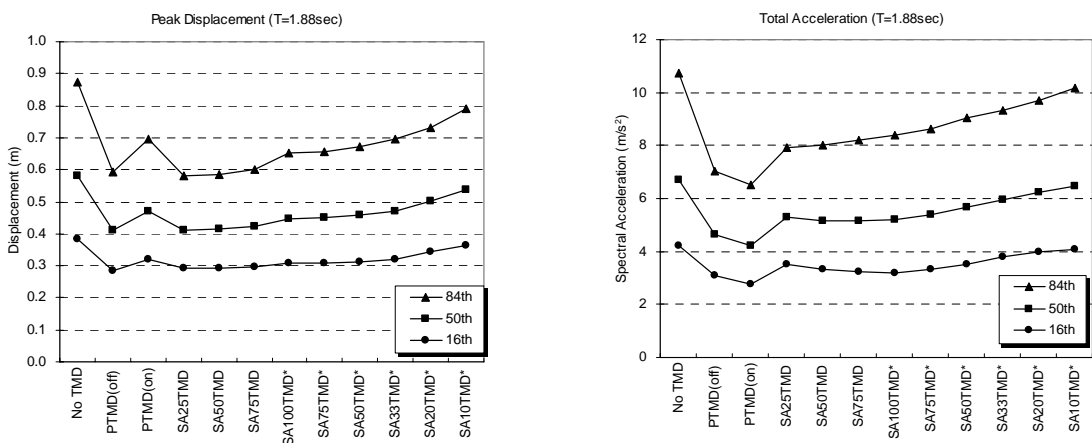 Peak Displacement (T=1.88sec)
Displacement (m)
1.0
0.9
0.8
0.7
0.6
0.5
0.4
0.3
0.2
0.1
0.0
84th
50th
16th
No TMD
PTMD(off)
PTMD(on)
SA25TMD
SA50TMD
SA75TMD
SA100TMD*
SA75TMD*
SA50TMD*
SA33TMD*
SA20TMD*
SA10TMD*
Total Acceleration (T=1.88sec)
Spectral Acceleration (m/s²)
12
10
8
6
4
2
0
84th
50th
16th
No TMD
PTMD(off)
PTMD(on)
SA25TMD
SA50TMD
SA75TMD
SA100TMD*
SA75TMD*
SA50TMD*
SA33TMD*
SA20TMD*
SA10TMD*